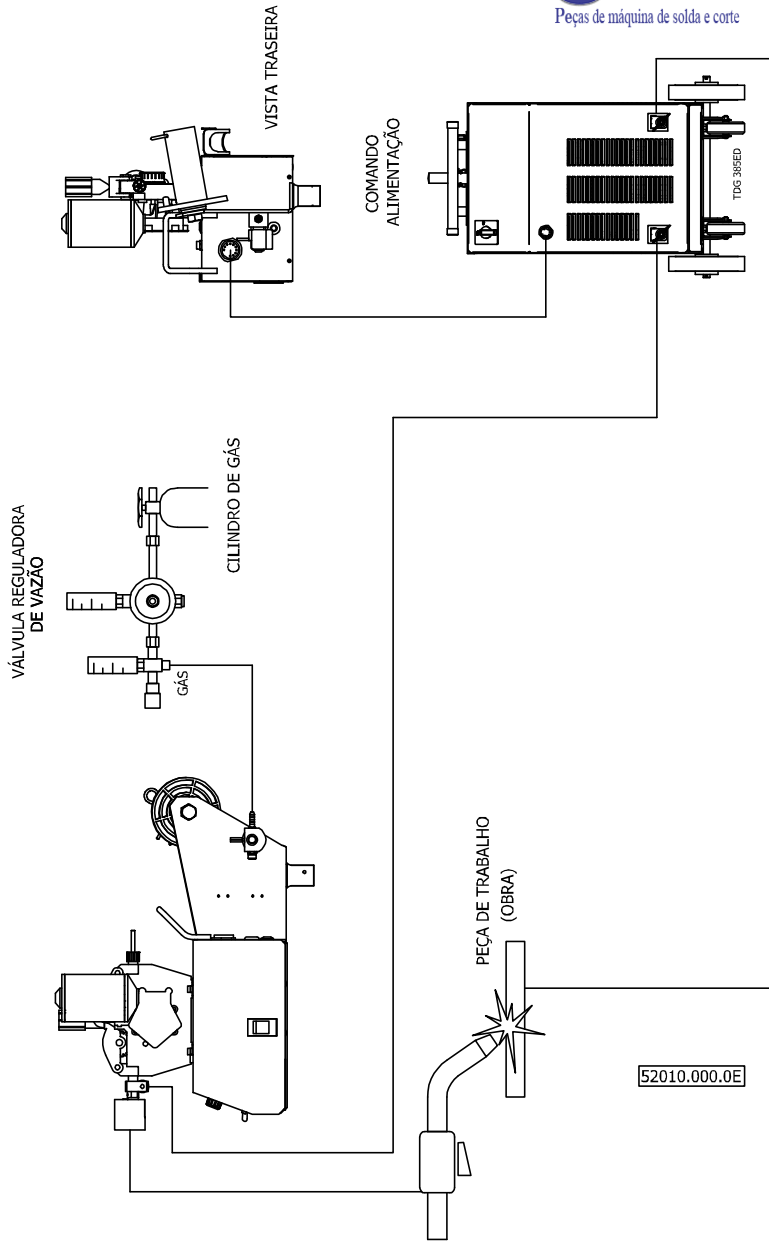 Peças de máquina de solda e corte
VISTA TRASEIRA
COMANDO
ALIMENTAÇÃO
TDG 385ED
VÁLVULA REGULADORA
DE VAZÃO
CILINDRO DE GÁS
GÁS
PEÇA DE TRABALHO
(OBRA)
52010.000.0E